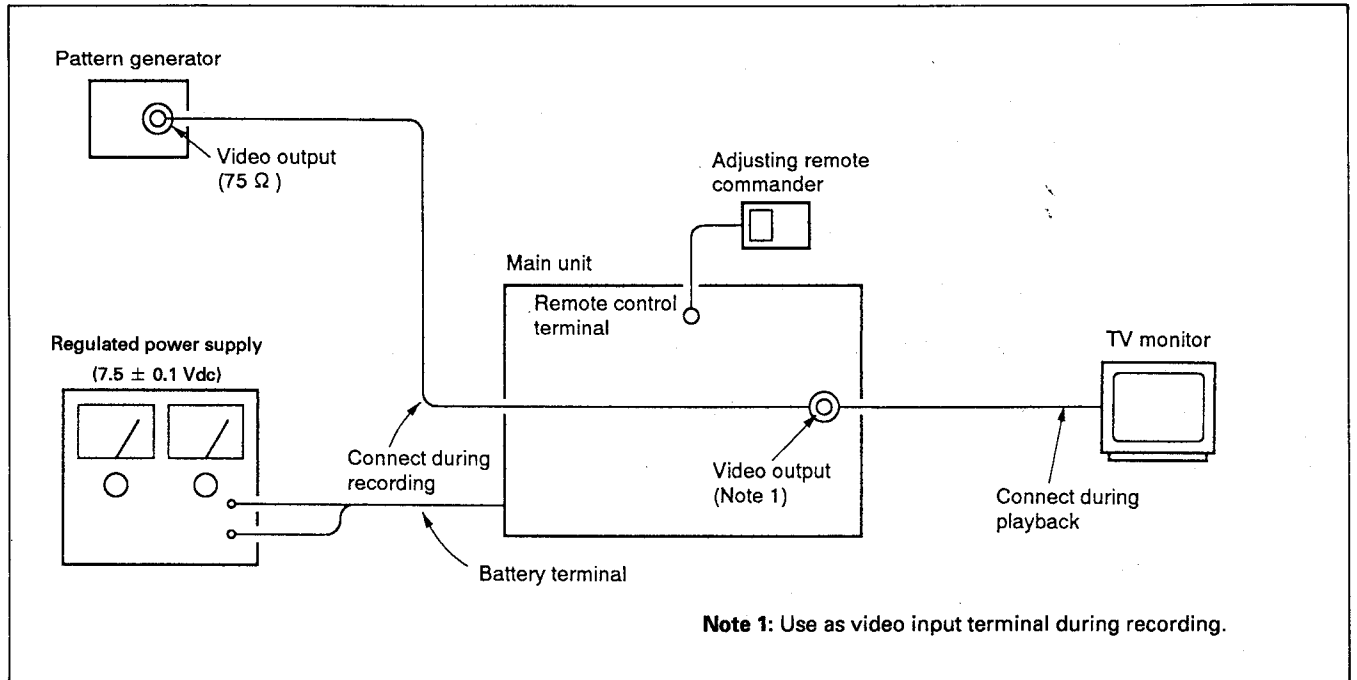 Pattern generator
Video output
(75 Ω )
Adjusting remote
commander
Main unit
Remote control
terminal
Regulated power supply
(7.5 ± 0.1 Vdc)
TV monitor
Connect during
recording
Video output
(Note 1)
Connect during
playback
Battery terminal
Note 1: Use as video input terminal during recording.